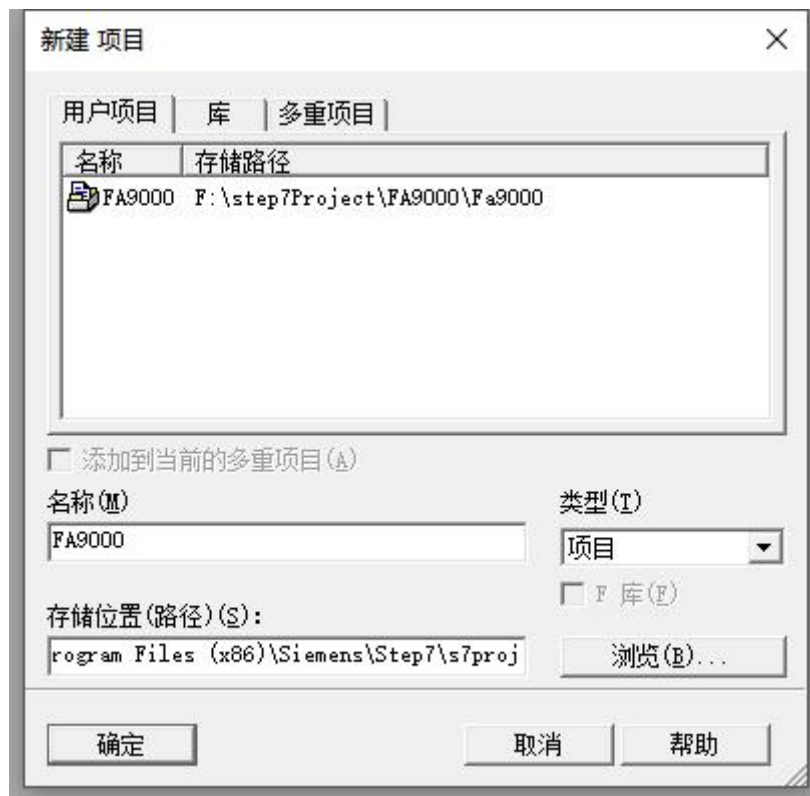 新建 项目
用户项目 库 多重项目
名称 存储路径
FA9000 F:\step7Project\FA9000\Fa9000
添加到当前的多重项目(A)
名称(M) 类型(T)
FA9000 项目
F 库(F)
存储位置(路径)(S):
rogram Files (x86)\Siemens\Step7\s7proj 浏览(B)...
确定 取消 帮助